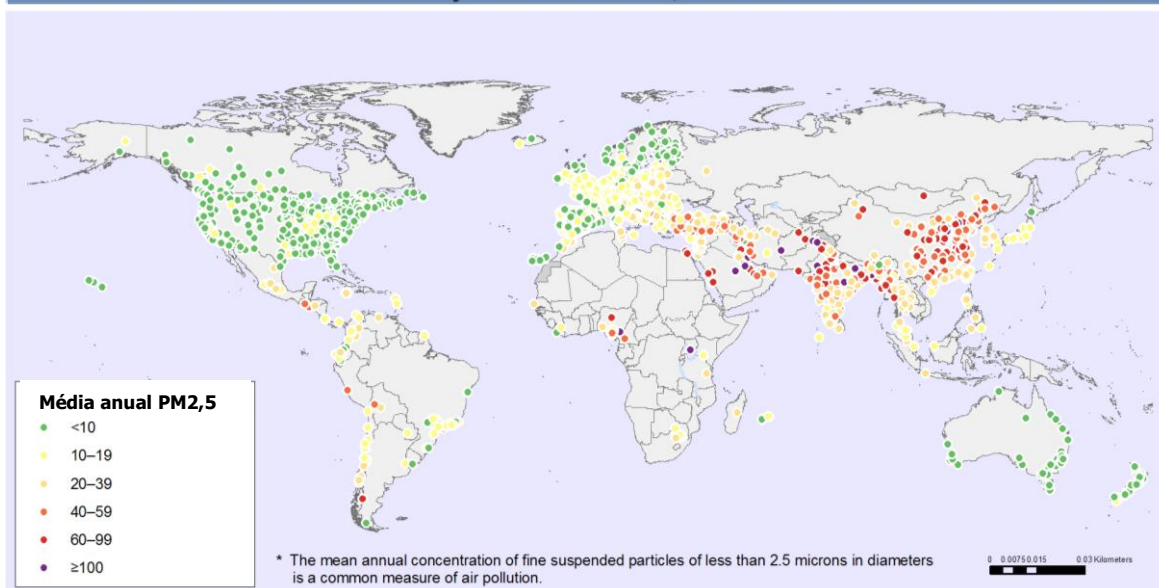 Média anual PM2,5
<10
10–19
20–39
40–59
60–99
≥100
* The mean annual concentration of fine suspended particles of less than 2.5 microns in diameters
is a common measure of air pollution.
0 0.0075 0.015 0.03 Kilometers